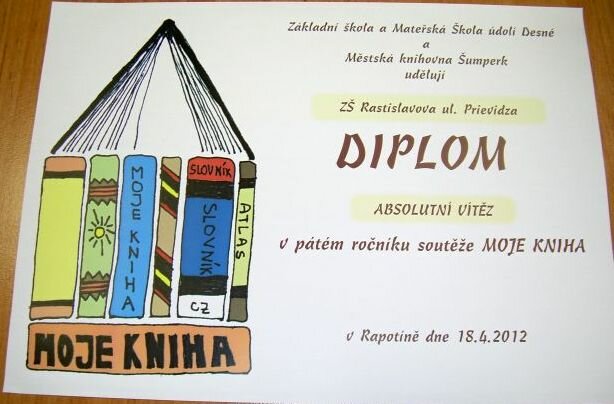 Základní škola a Mateřská Škola údolí Desné
a
Městská knihovna Šumperk
udělují
ZŠ Rastislavova ul. Prievidza
DIPLOM
ABSOLUTNÍ VÍTĚZ
v pátém ročníku soutěže MOJE KNIHA
v Rapotíně dne 18.4.2012
MOJE KNIHA
SLOVNÍK
SLOVNÍK
CZ
ATLAS
MOJE KNIHA